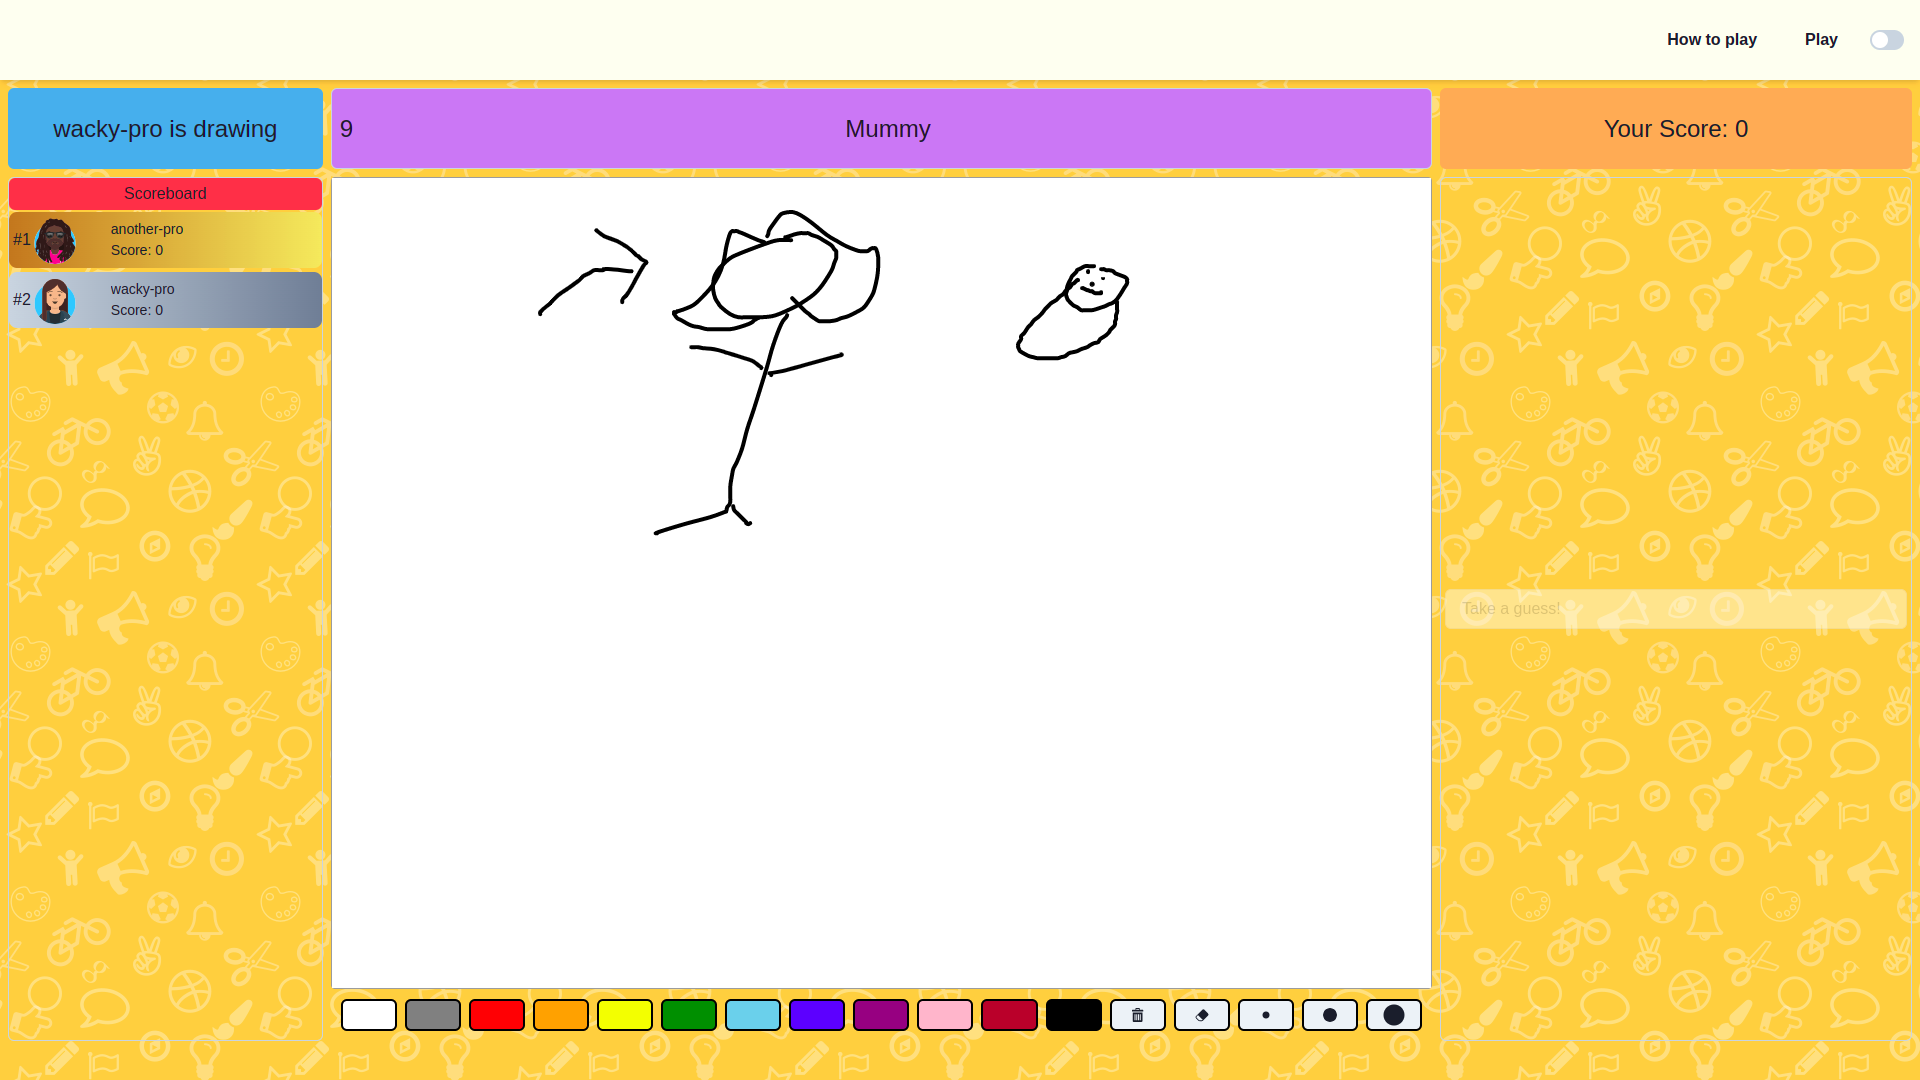 How to play
Play
wacky-pro is drawing
9
Mummy
Your Score: 0
Scoreboard
#1
another-pro
Score: 0
#2
wacky-pro
Score: 0
Take a guess!